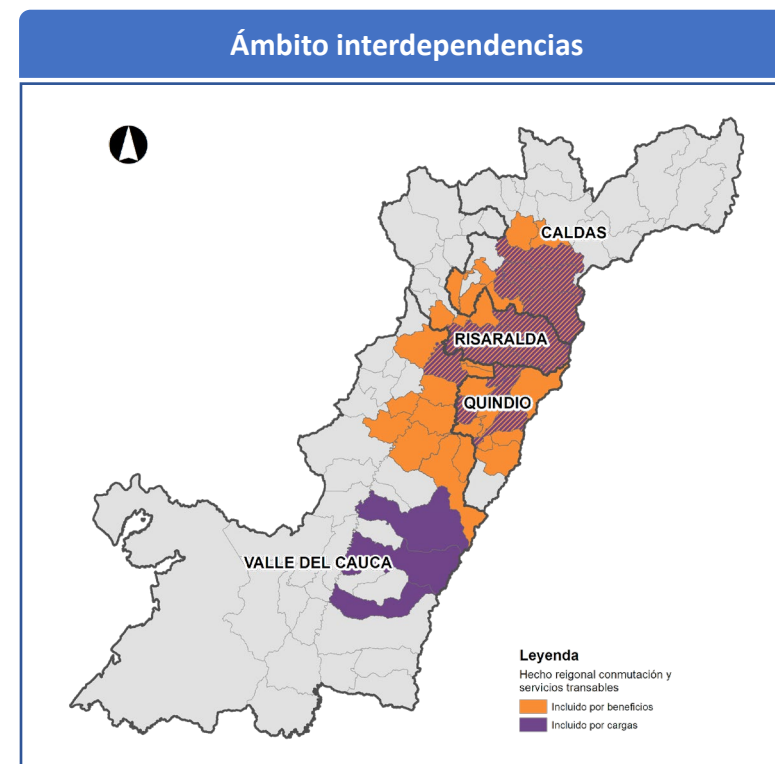 Ámbito interdependencias
CALDAS
RISARALDA
QUINDIO
VALLE DEL CAUCA
Leyenda
Hecho reigonal conmutación y
servicios transables
Incluido por beneficios
Incluido por cargas